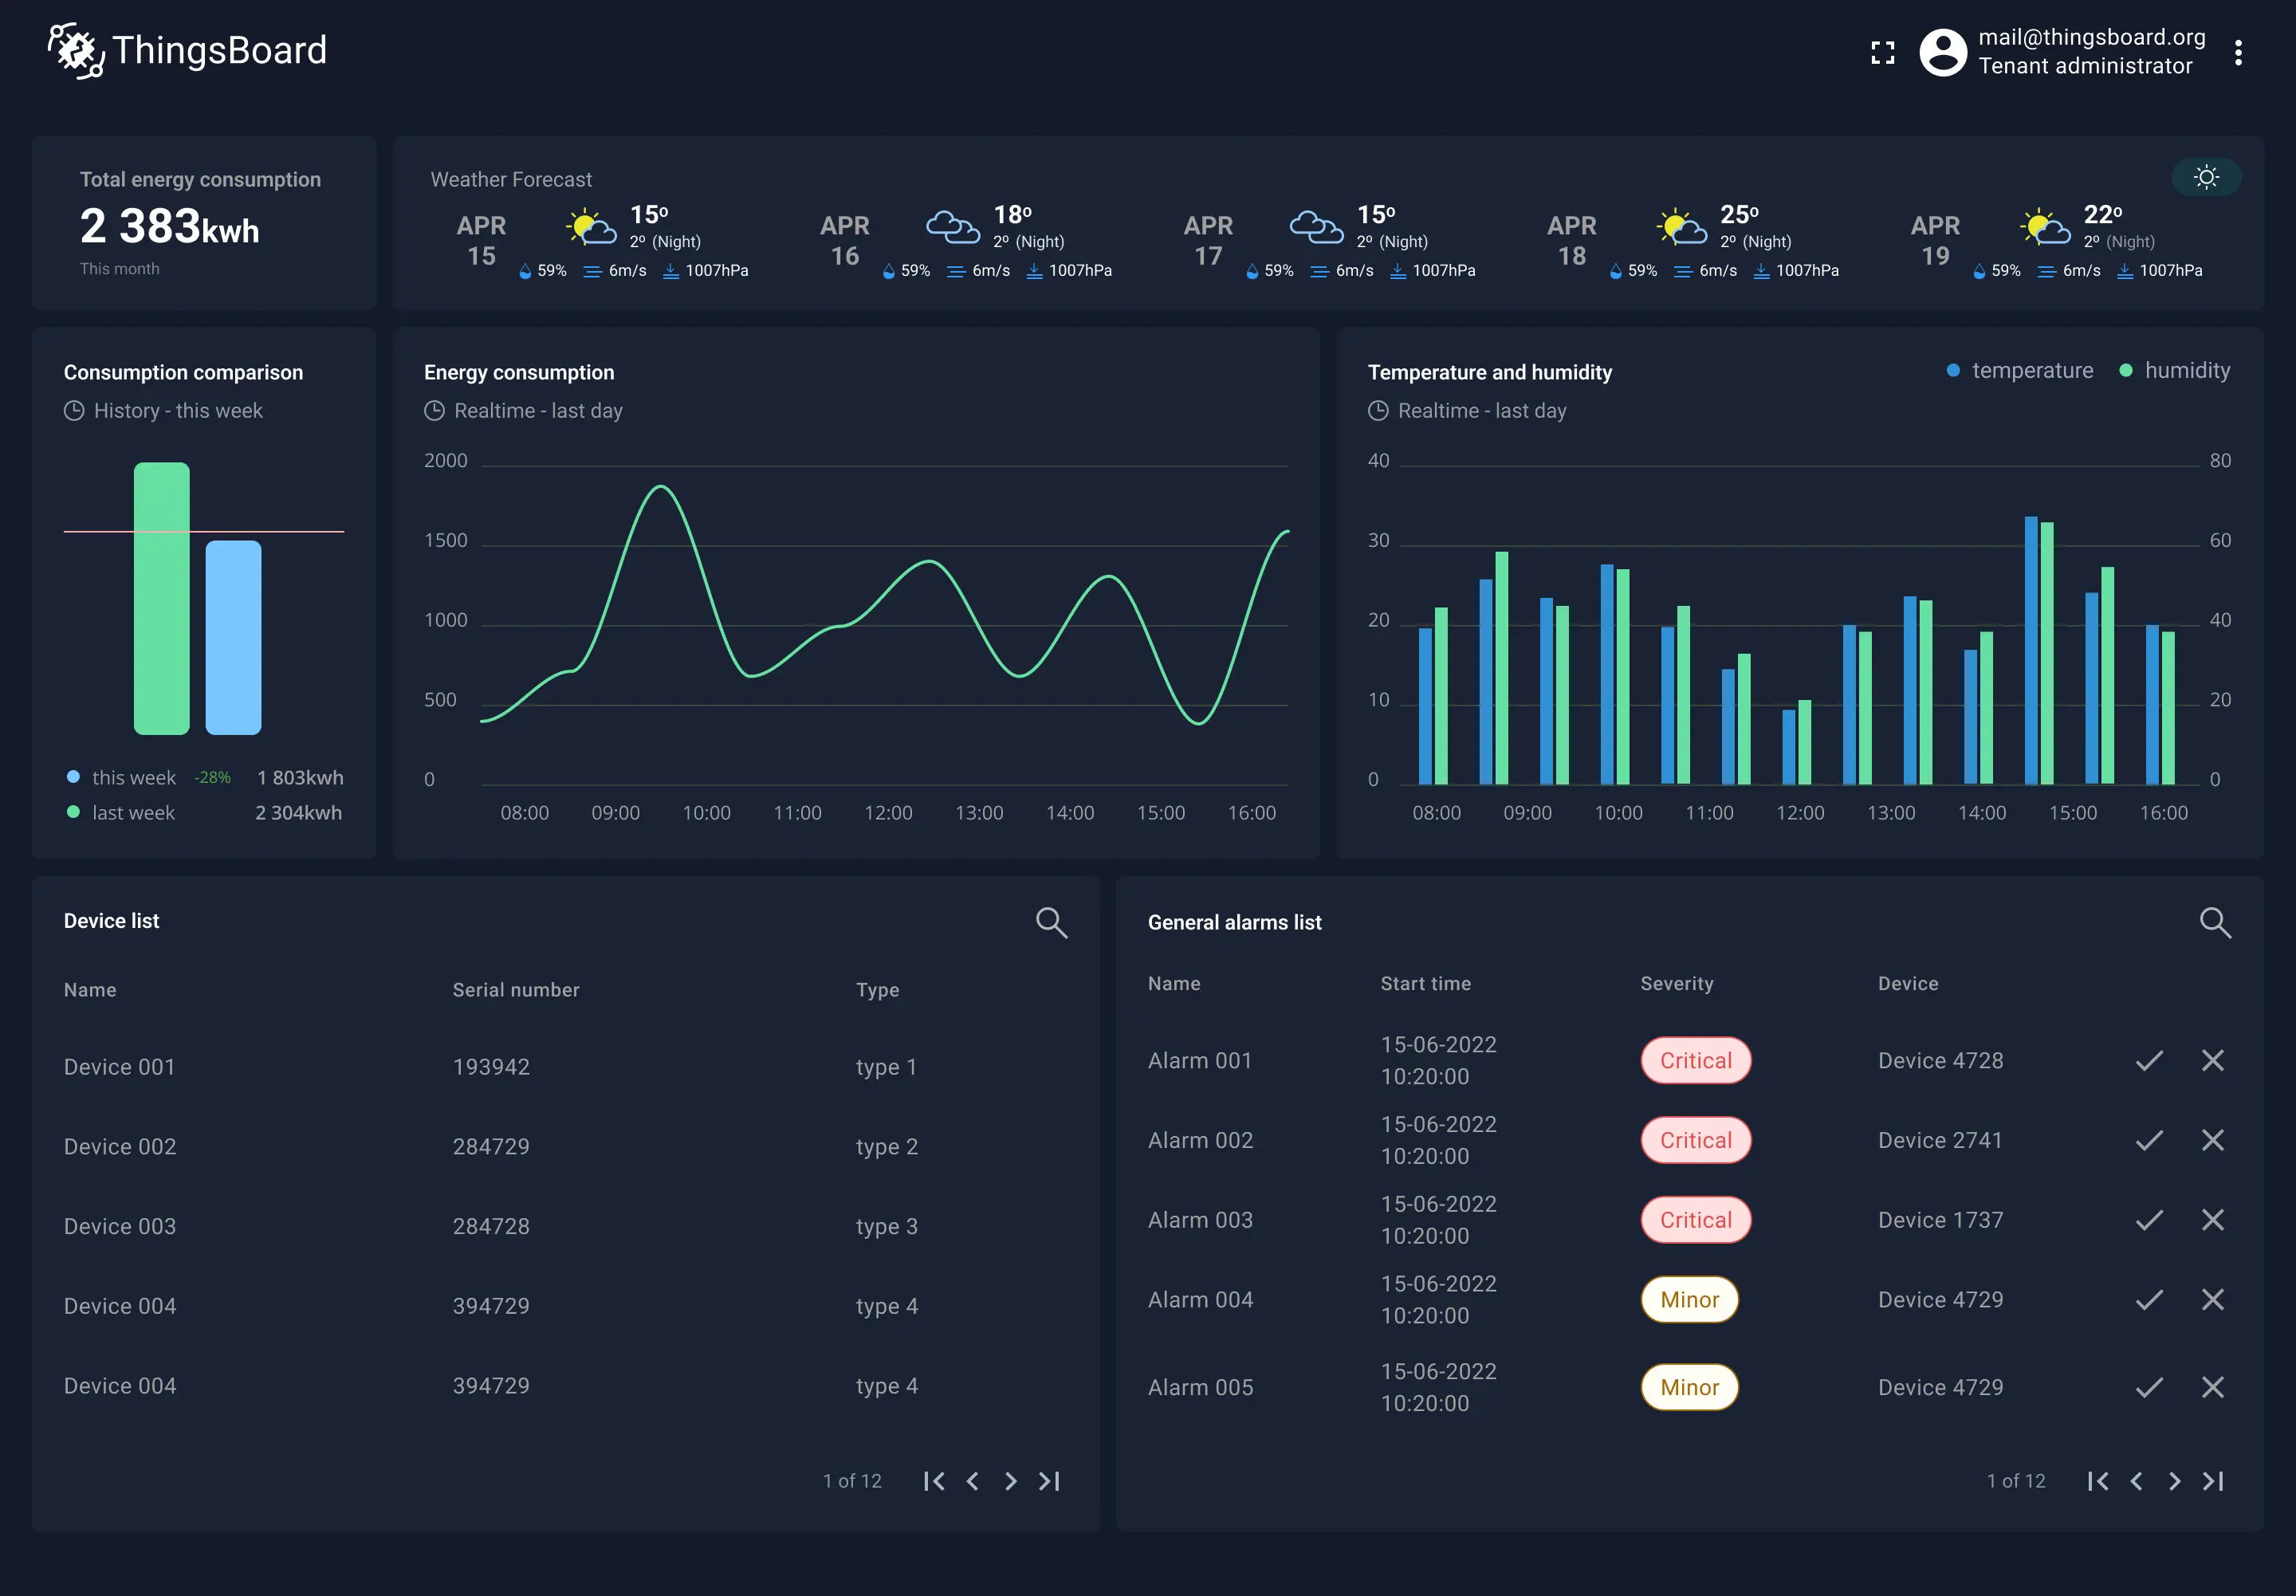 ThingsBoard
mail@thingsboard.org
Tenant administrator
Total energy consumption
2 383kwh
This month
Weather Forecast
APR 15
15º
2º (Night)
59% 6m/s 1007hPa
APR 16
18º
2º (Night)
59% 6m/s 1007hPa
APR 17
15º
2º (Night)
59% 6m/s 1007hPa
APR 18
25º
2º (Night)
59% 6m/s 1007hPa
APR 19
22º
2º (Night)
59% 6m/s 1007hPa
Consumption comparison
History - this week
this week -28% 1 803kwh
last week 2 304kwh
Energy consumption
Realtime - last day
2000
1500
1000
500
0
08:00 09:00 10:00 11:00 12:00 13:00 14:00 15:00 16:00
Temperature and humidity
temperature humidity
Realtime - last day
40 80
30 60
20 40
10 20
0 0
08:00 09:00 10:00 11:00 12:00 13:00 14:00 15:00 16:00
Device list
Name Serial number Type
Device 001 193942 type 1
Device 002 284729 type 2
Device 003 284728 type 3
Device 004 394729 type 4
Device 004 394729 type 4
1 of 12
General alarms list
Name Start time Severity Device
Alarm 001 15-06-2022 10:20:00 Critical Device 4728
Alarm 002 15-06-2022 10:20:00 Critical Device 2741
Alarm 003 15-06-2022 10:20:00 Critical Device 1737
Alarm 004 15-06-2022 10:20:00 Minor Device 4729
Alarm 005 15-06-2022 10:20:00 Minor Device 4729
1 of 12